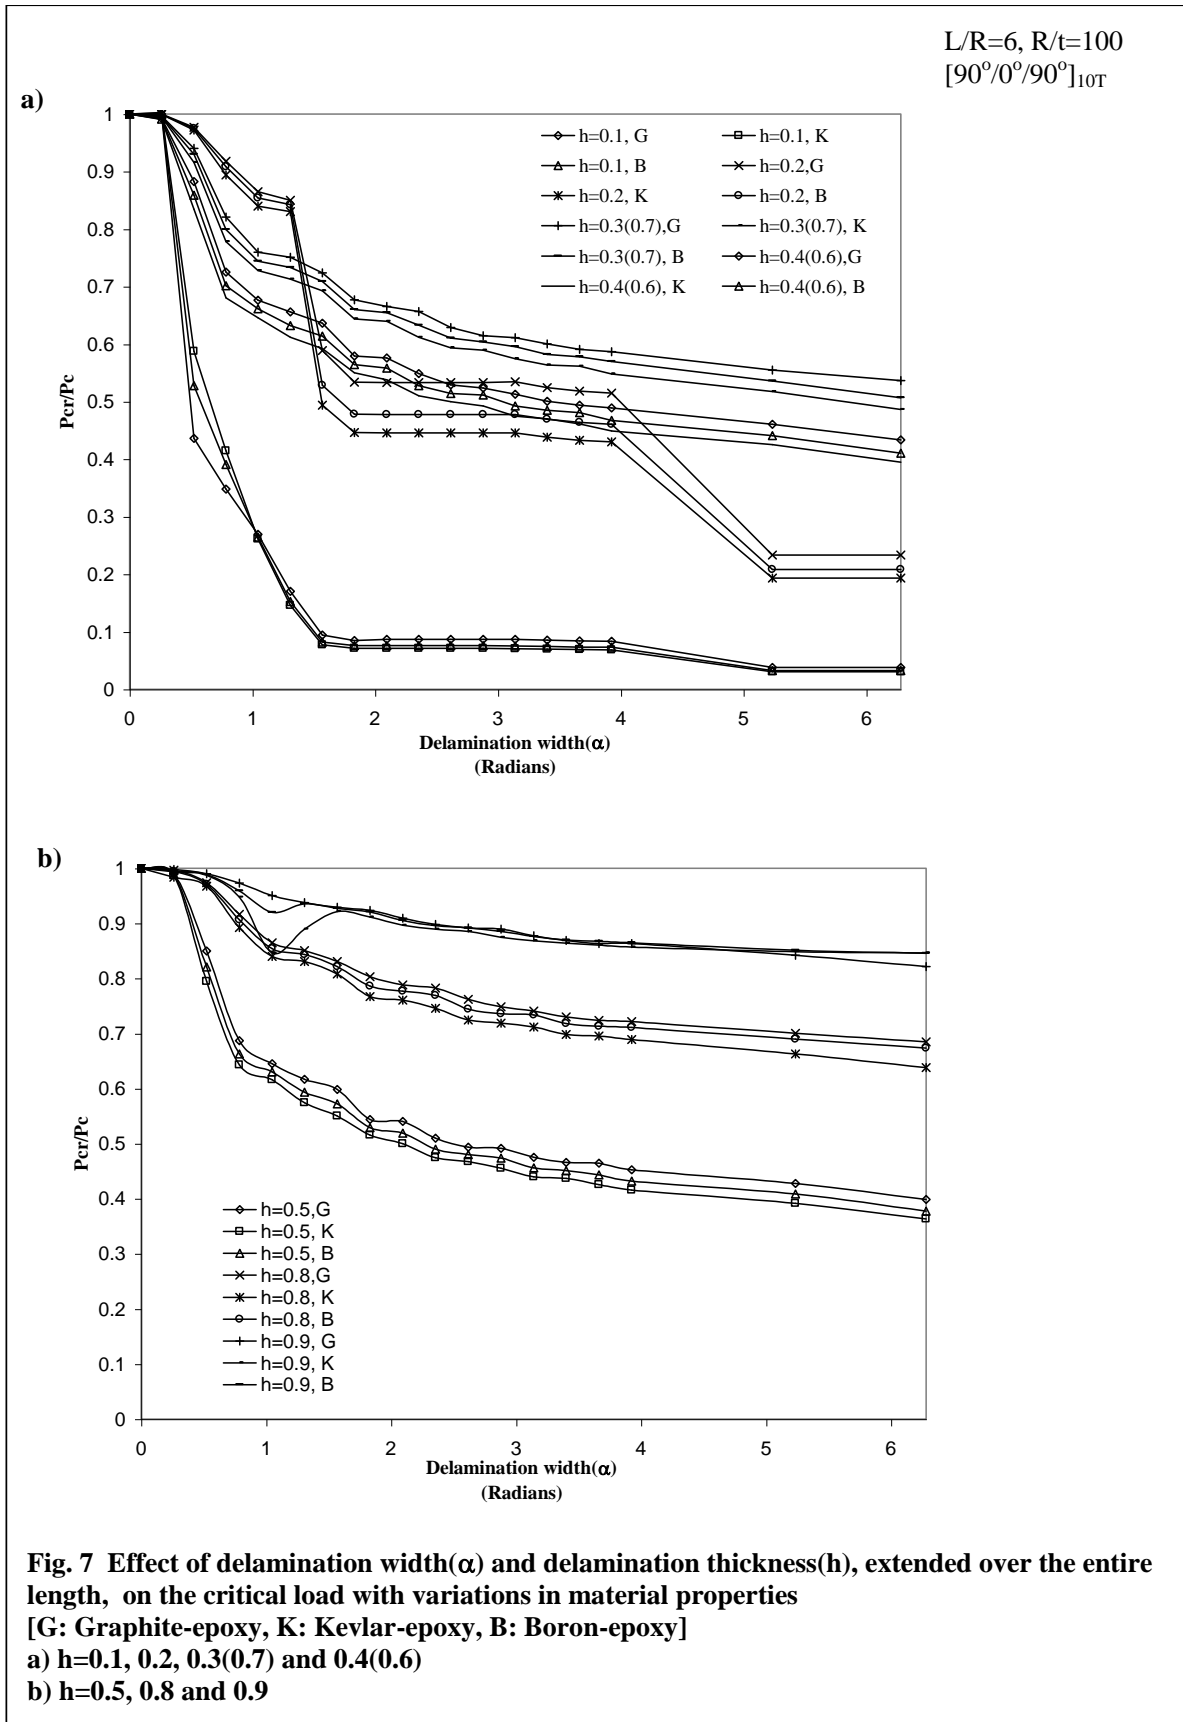 L/R=6, R/t=100
[90°/0°/90°]10T
a)
1
0.9
0.8
0.7
0.6
0.5
0.4
0.3
0.2
0.1
0
Pcr/Pc
h=0.1, G
h=0.1, K
h=0.1, B
h=0.2,G
h=0.2, K
h=0.2, B
h=0.3(0.7),G
h=0.3(0.7), K
h=0.3(0.7), B
h=0.4(0.6),G
h=0.4(0.6), K
h=0.4(0.6), B
0 1 2 3 4 5 6
Delamination width(α)
(Radians)
b)
1
0.9
0.8
0.7
0.6
0.5
0.4
0.3
0.2
0.1
0
Pcr/Pc
h=0.5,G
h=0.5, K
h=0.5, B
h=0.8,G
h=0.8, K
h=0.8, B
h=0.9, G
h=0.9, K
h=0.9, B
0 1 2 3 4 5 6
Delamination width(α)
(Radians)
Fig. 7 Effect of delamination width(α) and delamination thickness(h), extended over the entire
length, on the critical load with variations in material properties
[G: Graphite-epoxy, K: Kevlar-epoxy, B: Boron-epoxy]
a) h=0.1, 0.2, 0.3(0.7) and 0.4(0.6)
b) h=0.5, 0.8 and 0.9